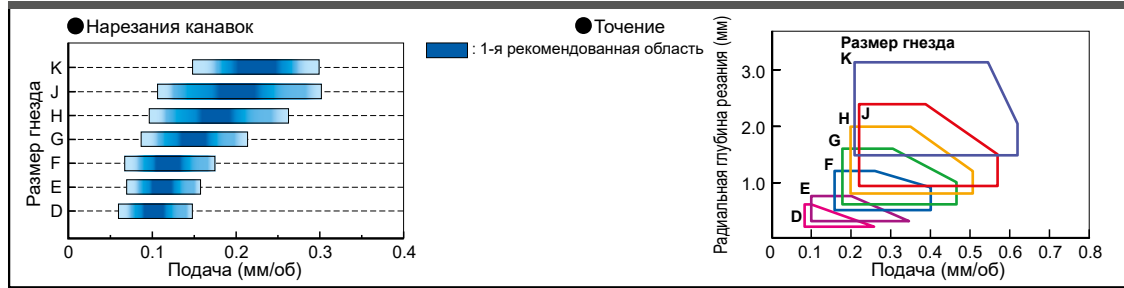 Нарезания канавок
Размер гнезда
K
J
H
G
F
E
D
0
0.1
0.2
0.3
0.4
Подача (мм/об)
: 1-я рекомендованная область
Точение
Радиальная глубина резания (мм)
Размер гнезда
K
J
H
G
F
E
D
3.0
2.0
1.0
0
0.1
0.2
0.3
0.4
0.5
0.6
0.7
0.8
Подача (мм/об)